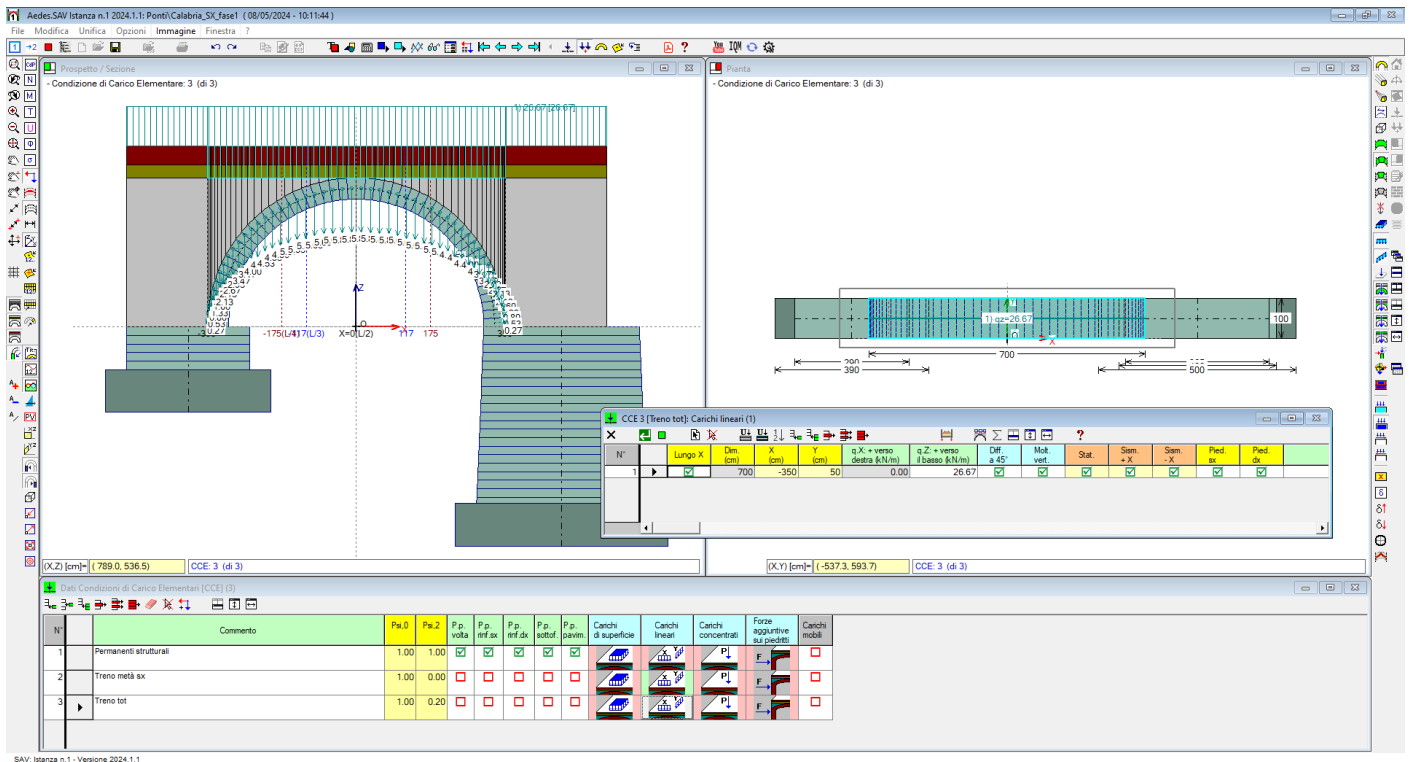 Aedes.SAV Istanza n.1 2024.1.1: Ponti\Calabria_SX_fase1 ( 08/05/2024 - 10:11:44 )
File Modifica Unifica Opzioni Immagine Finestra ?
Prospetto / Sezione
- Condizione di Carico Elementare: 3 (di 3)
1) 26.67 [26.67]
Z
X=0(L/2)
117 175
(X,Z) [cm]= ( 789.0, 536.5) CCE: 3 (di 3)
Pianta
- Condizione di Carico Elementare: 3 (di 3)
1) qz=26.67
X
100
700
390
500
(X,Y) [cm]= ( -537.3, 593.7) CCE: 3 (di 3)
CCE 3 [Treno tot]: Carichi lineari (1)
N° Lungo X Dim. (cm) X (cm) Y (cm) q.X: + verso destra (kN/m) q.Z: + verso il basso (kN/m) Diff. a 45° Molt. vert. Stat. Sism. + X Sism. - X Pied. sx Pied. dx
1 700 -350 50 0.00 26.67
Dati Condizioni di Carico Elementari [CCE] (3)
N° Commento Psi,0 Psi,2 P.p. volta P.p. rinf.sx P.p. rinf.dx P.p. sottof. P.p. pavim. Carichi di superficie Carichi lineari Carichi concentrati Forze aggiuntive sui piedritti Carichi mobili
1 Permanenti strutturali 1.00 1.00
2 Treno metà sx 1.00 0.00
3 Treno tot 1.00 0.20
SAV: Istanza n.1 - Versione 2024.1.1